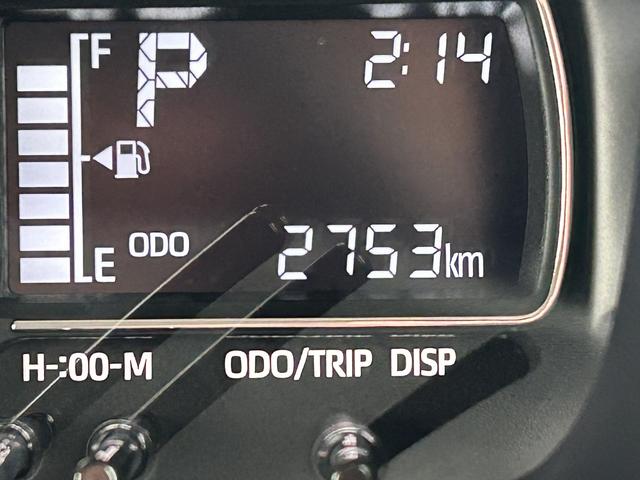 F
P 2:14
E
ODO 2753km
H-:00-M ODO/TRIP DISP